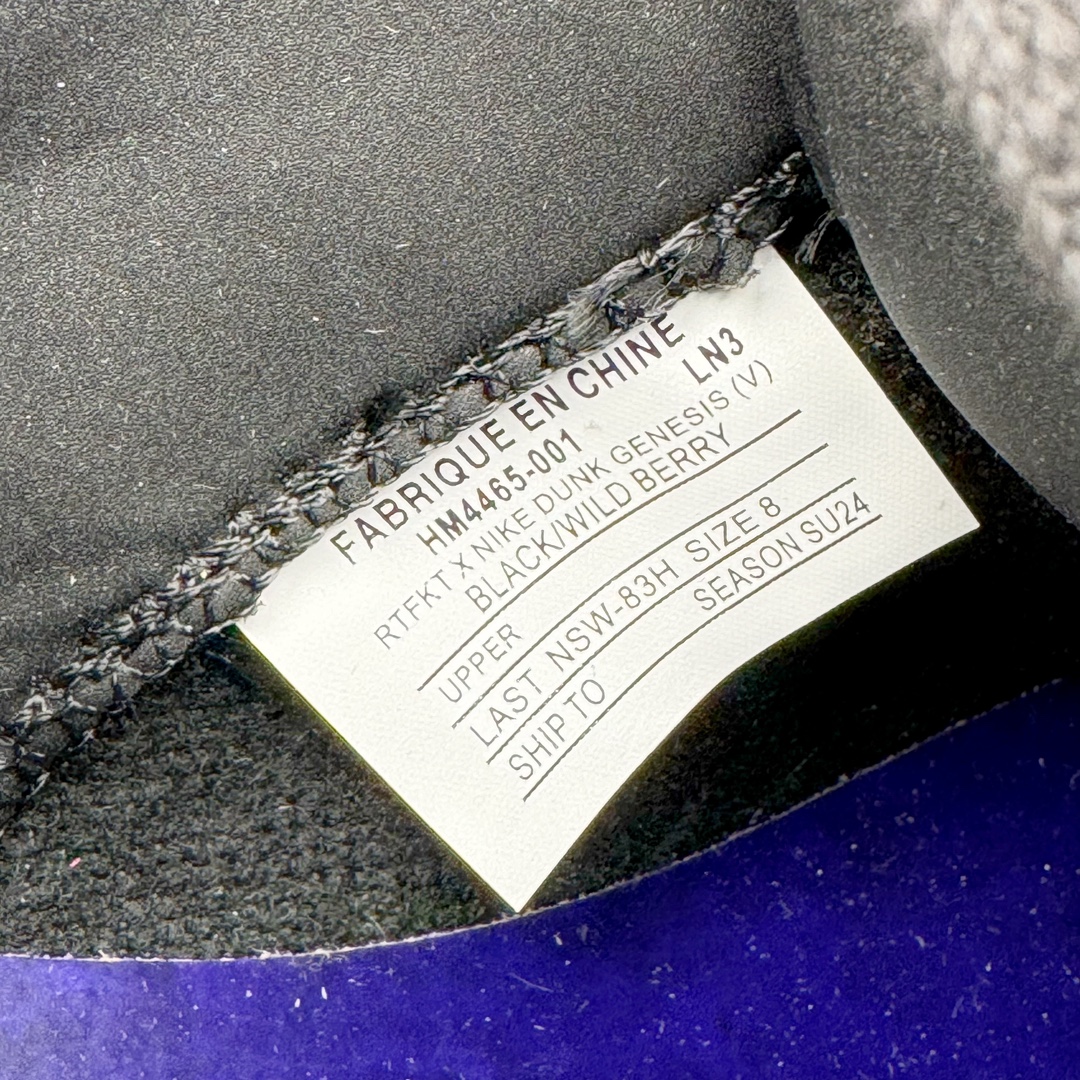 FABRIQUE EN CHINE
HM4465-001 LN3
RTFKT X NIKE DUNK GENESIS (V)
BLACK/WILD BERRY
UPPER
LAST NSW-83H SIZE 8
SHIP TO SEASON SU24